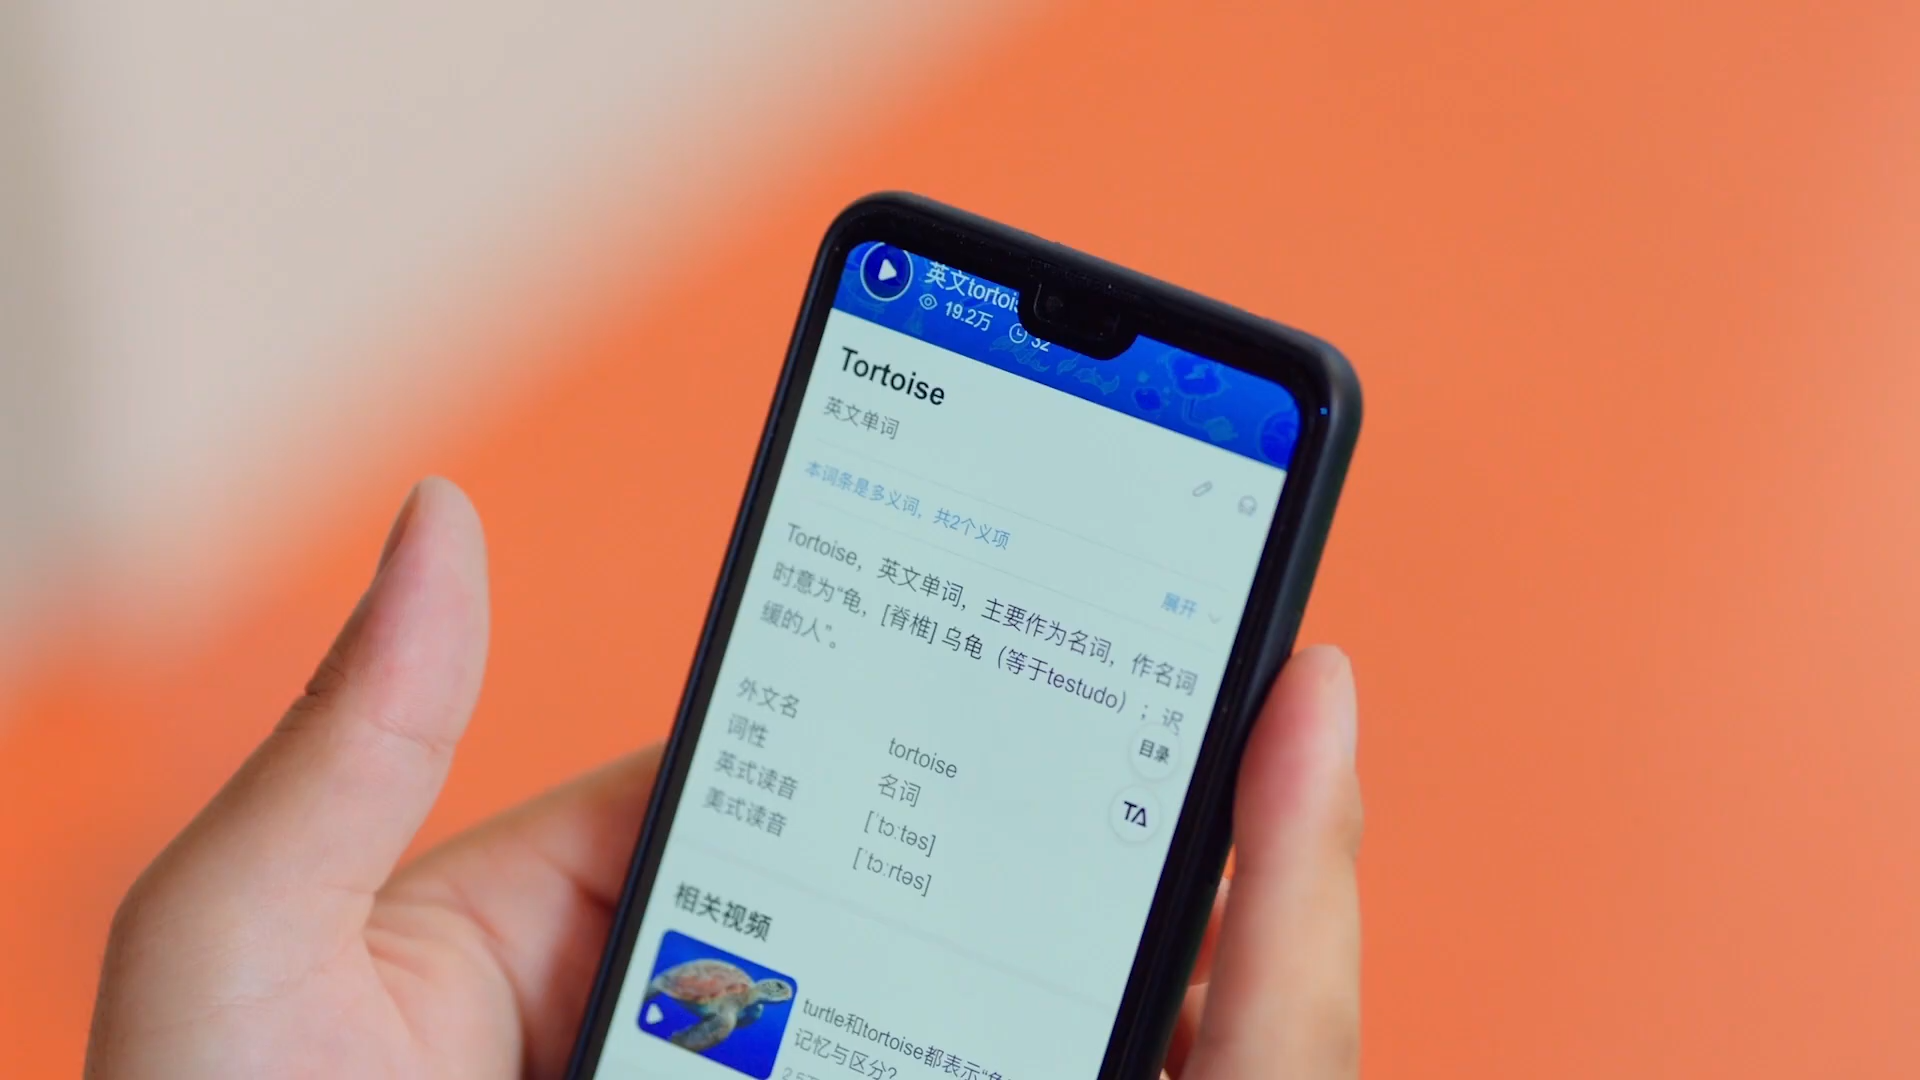 英文tortois
19.2万 32
Tortoise
英文单词
本词条是多义词，共2个义项
展开
Tortoise，英文单词，主要作为名词，作名词
时意为“龟，[脊椎] 乌龟（等于testudo）；迟
缓的人”。
外文名 tortoise
词性 名词
英式读音 [ˈtɔːtəs]
美式读音 [ˈtɔːrtəs]
目录
相关视频
turtle和tortoise都表示“龟
记忆与区分？